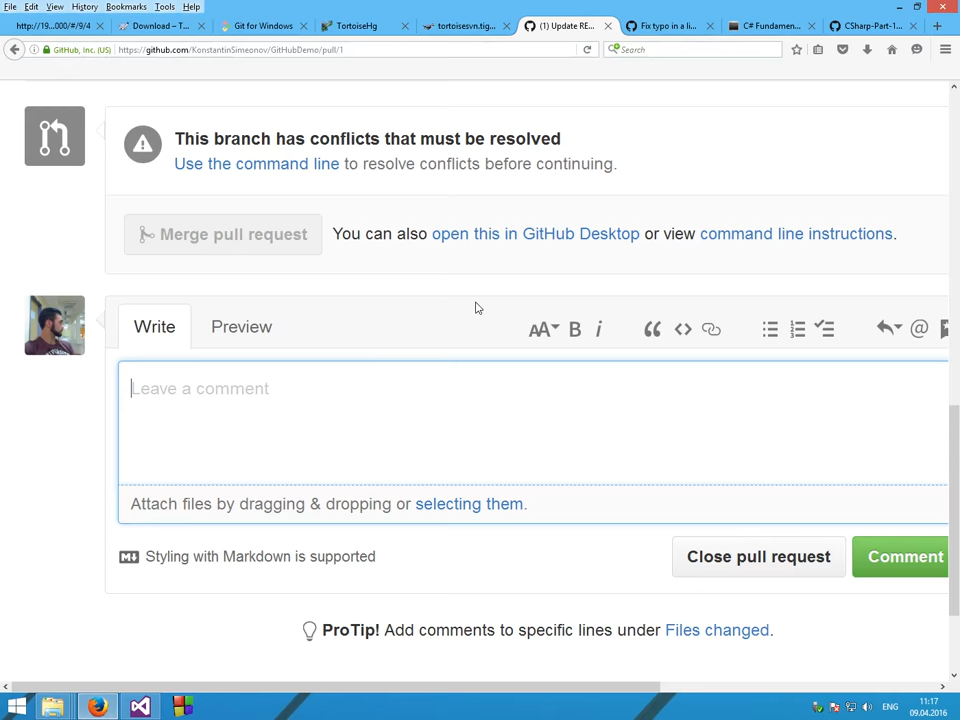 File Edit View History Bookmarks Tools Help
http://19...000/#/9/4 Download – T... Git for Windows TortoiseHg tortoisesvn.tig... (1) Update RE... Fix typo in a li... C# Fundamen... CSharp-Part-1...
GitHub, Inc. (US) https://github.com/KonstantinSimeonov/GitHubDemo/pull/1 Search
This branch has conflicts that must be resolved
Use the command line to resolve conflicts before continuing.
Merge pull request You can also open this in GitHub Desktop or view command line instructions.
Write Preview AA B i @
Leave a comment
Attach files by dragging & dropping or selecting them.
Styling with Markdown is supported Close pull request Comment
ProTip! Add comments to specific lines under Files changed.
ENG 11:17
09.04.2016